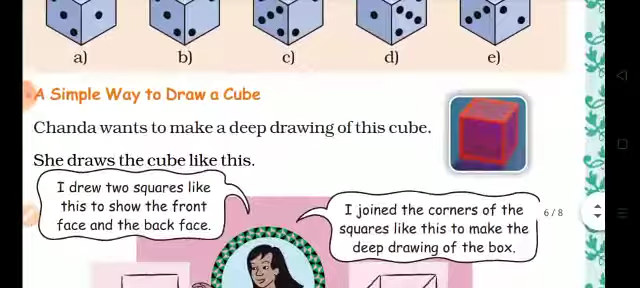 a)
b)
c)
d)
e)
A Simple Way to Draw a Cube
Chanda wants to make a deep drawing of this cube.
She draws the cube like this.
I drew two squares like
this to show the front
face and the back face.
I joined the corners of the
squares like this to make the
deep drawing of the box.
6/8